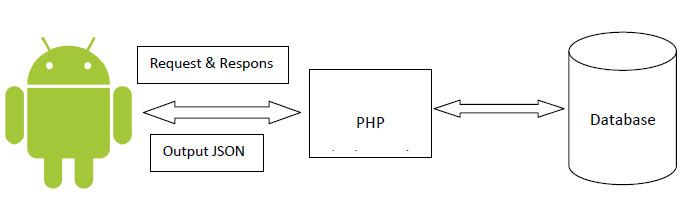 Request & Respons
PHP
Output JSON
Database